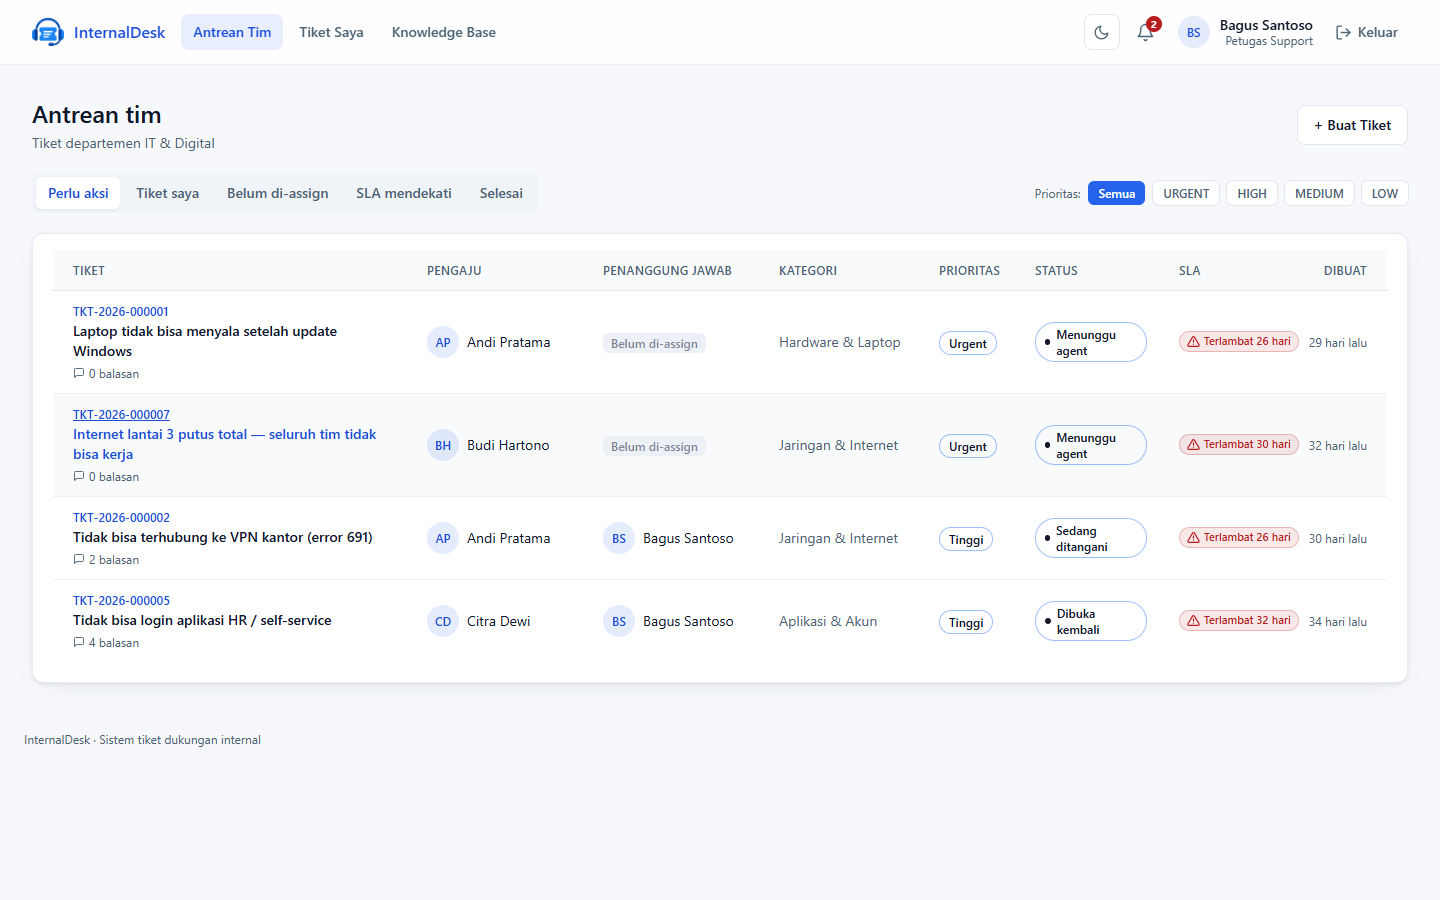 InternalDesk
Antrean Tim
Tiket Saya
Knowledge Base
2
BS
Bagus Santoso
Petugas Support
Keluar
Antrean tim
Tiket departemen IT & Digital
+ Buat Tiket
Perlu aksi
Tiket saya
Belum di-assign
SLA mendekati
Selesai
Prioritas:
Semua
URGENT
HIGH
MEDIUM
LOW
TIKET
PENGAJU
PENANGGUNG JAWAB
KATEGORI
PRIORITAS
STATUS
SLA
DIBUAT
TKT-2026-000001
Laptop tidak bisa menyala setelah update
Windows
0 balasan
AP
Andi Pratama
Belum di-assign
Hardware & Laptop
Urgent
Menunggu
agent
Terlambat 26 hari
29 hari lalu
TKT-2026-000007
Internet lantai 3 putus total — seluruh tim tidak
bisa kerja
0 balasan
BH
Budi Hartono
Belum di-assign
Jaringan & Internet
Urgent
Menunggu
agent
Terlambat 30 hari
32 hari lalu
TKT-2026-000002
Tidak bisa terhubung ke VPN kantor (error 691)
2 balasan
AP
Andi Pratama
BS
Bagus Santoso
Jaringan & Internet
Tinggi
Sedang
ditangani
Terlambat 26 hari
30 hari lalu
TKT-2026-000005
Tidak bisa login aplikasi HR / self-service
4 balasan
CD
Citra Dewi
BS
Bagus Santoso
Aplikasi & Akun
Tinggi
Dibuka
kembali
Terlambat 32 hari
34 hari lalu
InternalDesk · Sistem tiket dukungan internal